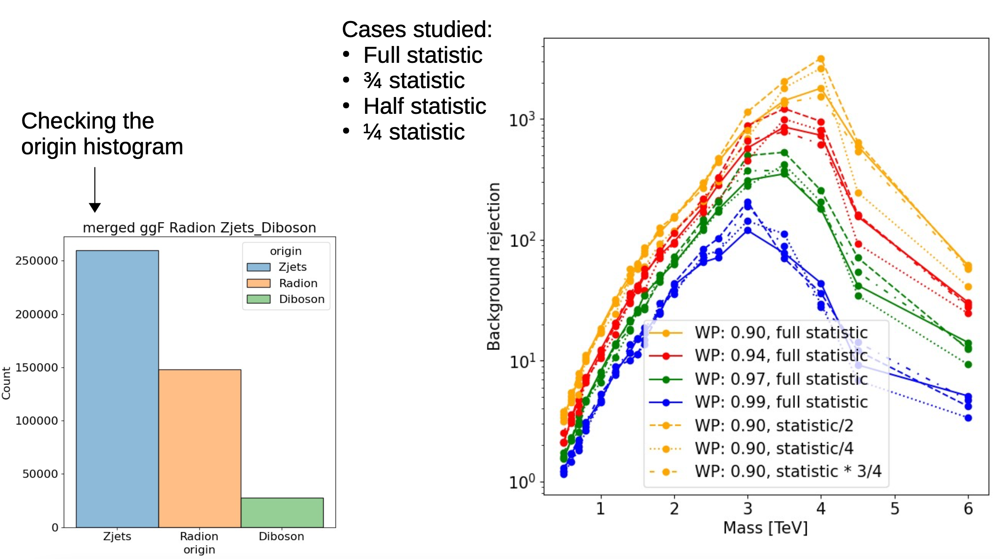 Cases studied:
• Full statistic
• ¾ statistic
• Half statistic
• ¼ statistic
Checking the
origin histogram
merged ggF Radion Zjets_Diboson
origin
Zjets
Radion
Diboson
Count
250000
200000
150000
100000
50000
0
Zjets Radion Diboson
origin
Background rejection
10³
10²
10¹
10⁰
WP: 0.90, full statistic
WP: 0.94, full statistic
WP: 0.97, full statistic
WP: 0.99, full statistic
WP: 0.90, statistic/2
WP: 0.90, statistic/4
WP: 0.90, statistic * 3/4
1 2 3 4 5 6
Mass [TeV]